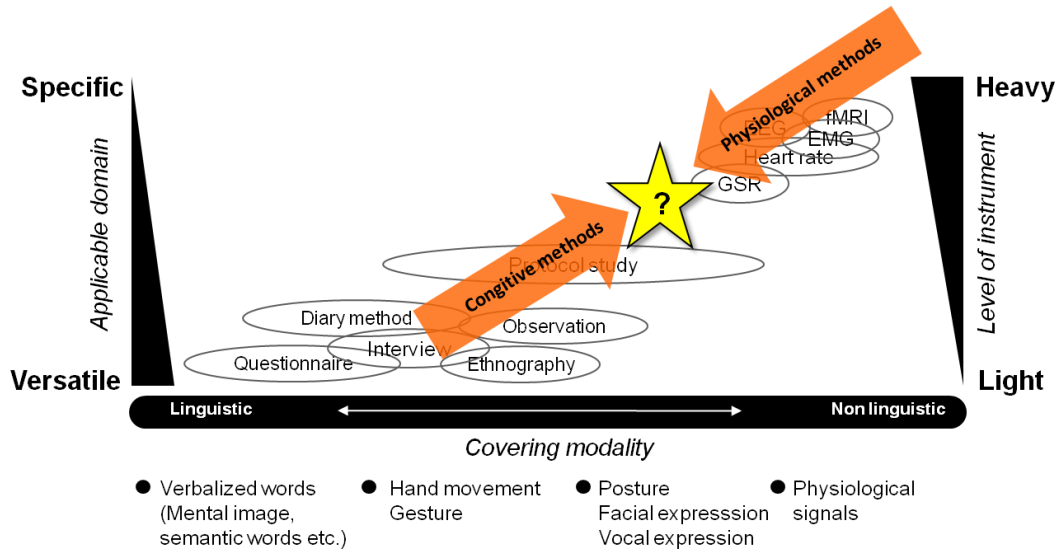 Specific
Heavy
Physiological methods
fMRI
EEG
EMG
Heart rate
GSR
?
Applicable domain
Level of instrument
Congitive methods
Protocol study
Diary method
Observation
Interview
Questionnaire
Ethnography
Versatile
Light
Linguistic
Non linguistic
Covering modality
● Verbalized words
(Mental image,
semantic words etc.)
● Hand movement
Gesture
● Posture
Facial expresssion
Vocal expression
● Physiological
signals